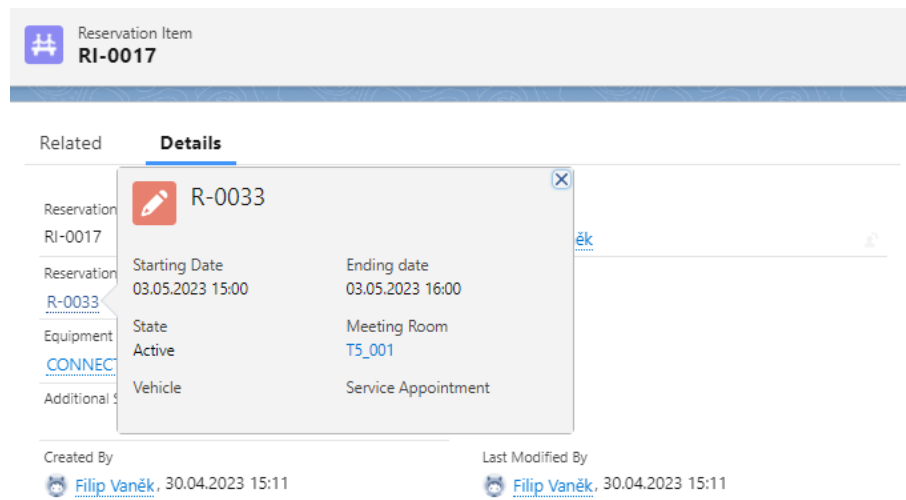 Reservation Item
RI-0017
Related Details
R-0033
Reservation
RI-0017
ěk
Starting Date Ending date
03.05.2023 15:00 03.05.2023 16:00
Reservation
R-0033
State Meeting Room
Active T5_001
Equipment
CONNECT
Vehicle Service Appointment
Additional
Created By Last Modified By
Filip Vaněk, 30.04.2023 15:11 Filip Vaněk, 30.04.2023 15:11